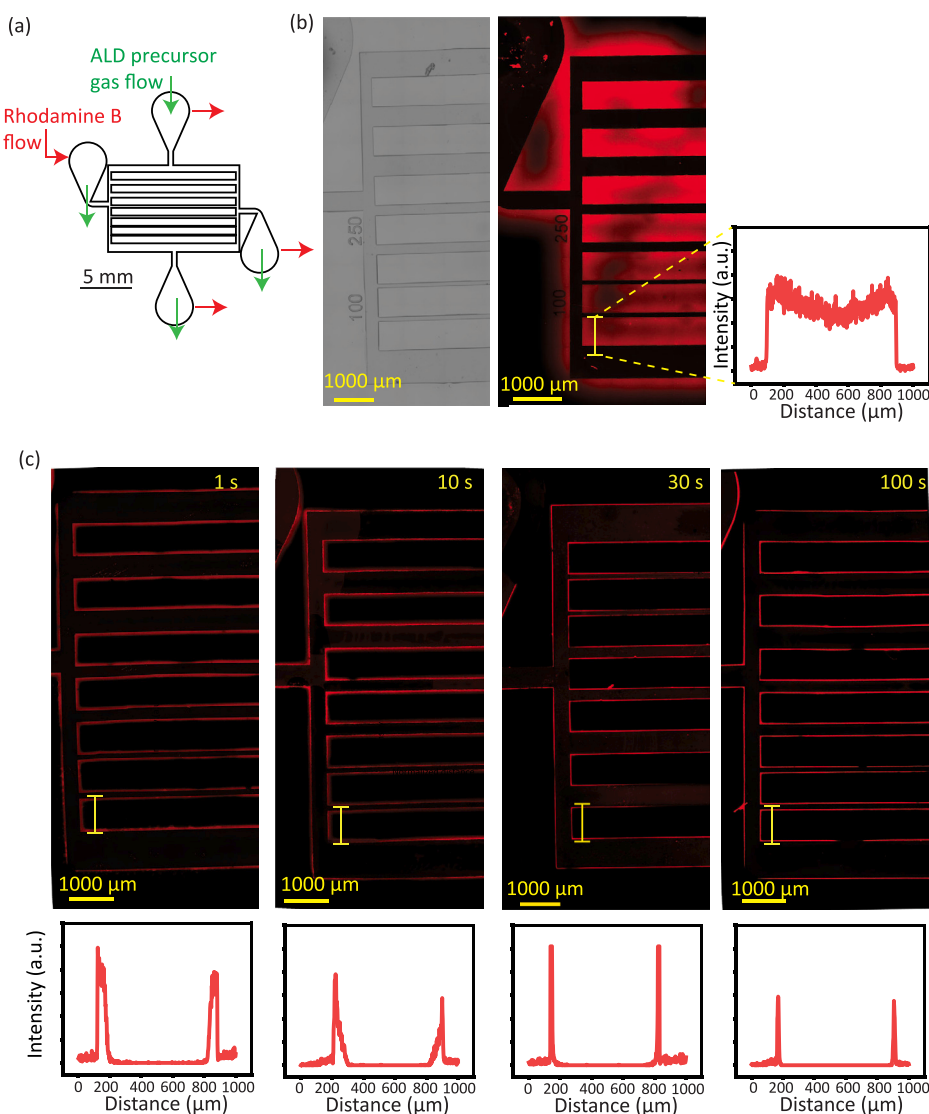 (a)
ALD precursor
gas flow
Rhodamine B
flow
5 mm
(b)
250
100
1000 μm
250
100
1000 μm
Intensity (a.u.)
0 200 400 600 800 1000
Distance (μm)
(c)
1 s
10 s
30 s
100 s
1000 μm
1000 μm
1000 μm
1000 μm
Intensity (a.u.)
0 200 400 600 800 1000
Distance (μm)
0 200 400 600 800 1000
Distance (μm)
0 200 400 600 800 1000
Distance (μm)
0 200 400 600 800 1000
Distance (μm)